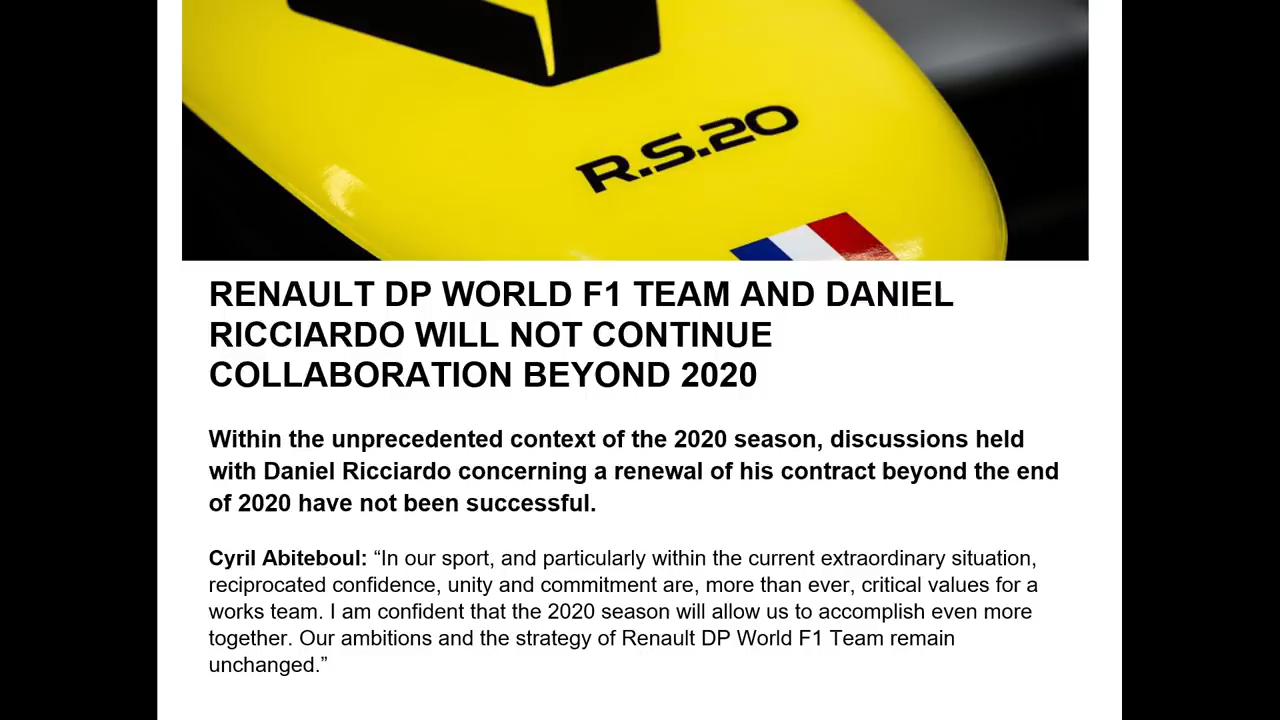 R.S.20
RENAULT DP WORLD F1 TEAM AND DANIEL
RICCIARDO WILL NOT CONTINUE
COLLABORATION BEYOND 2020
Within the unprecedented context of the 2020 season, discussions held
with Daniel Ricciardo concerning a renewal of his contract beyond the end
of 2020 have not been successful.
Cyril Abiteboul: “In our sport, and particularly within the current extraordinary situation,
reciprocated confidence, unity and commitment are, more than ever, critical values for a
works team. I am confident that the 2020 season will allow us to accomplish even more
together. Our ambitions and the strategy of Renault DP World F1 Team remain
unchanged.”